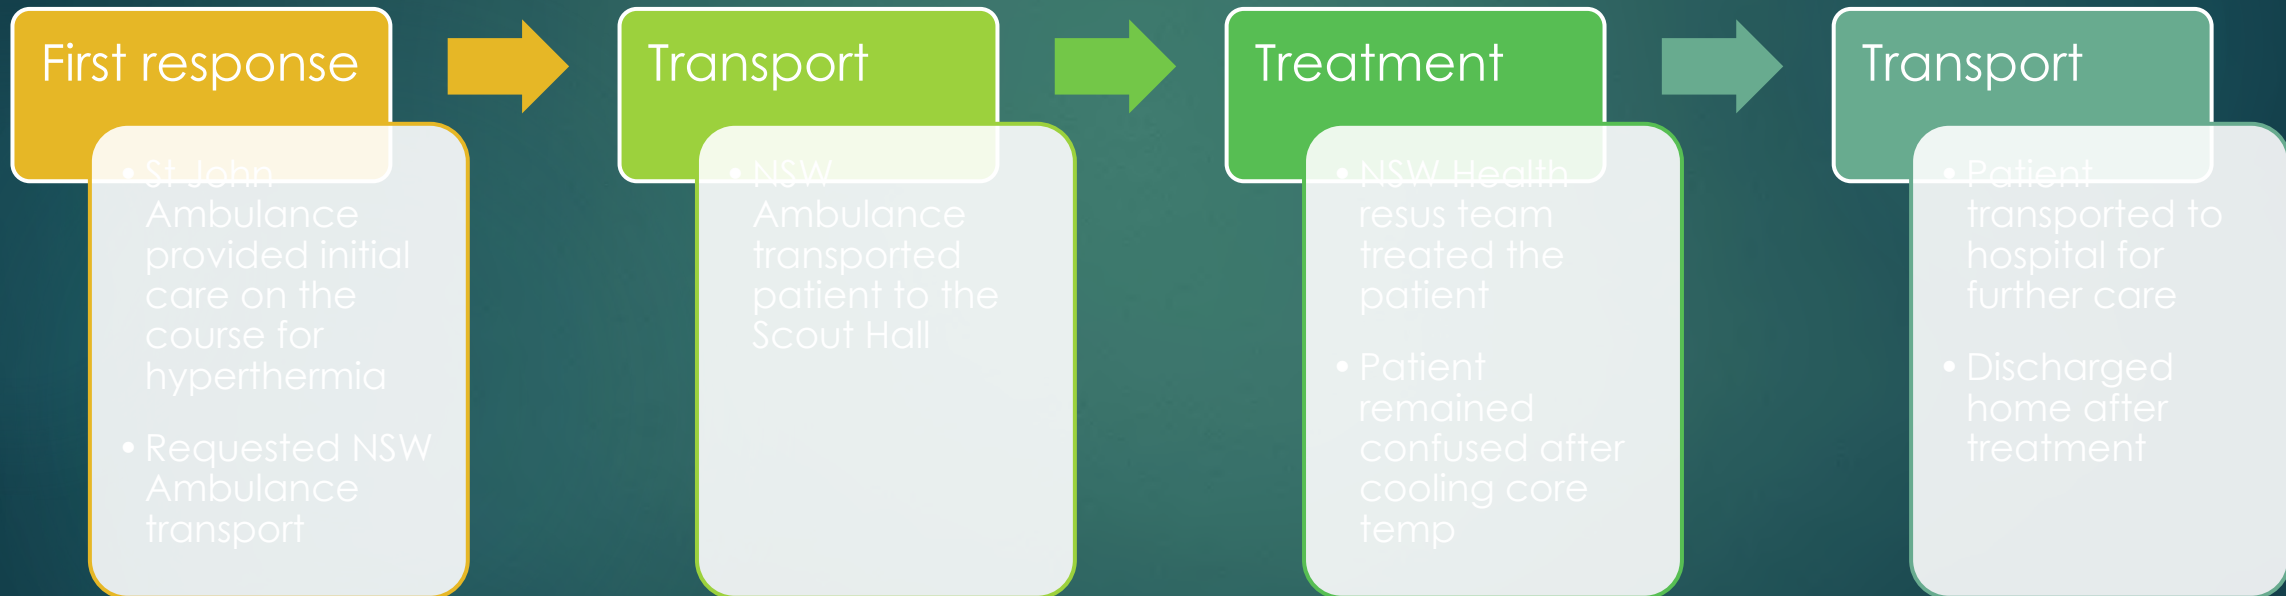 First response
• St John
Ambulance
provided initial
care on the
course for
hyperthermia
• Requested NSW
Ambulance
transport
Transport
• NSW
Ambulance
transported
patient to the
Scout Hall
Treatment
• NSW Health
resus team
treated the
patient
• Patient
remained
confused after
cooling core
temp
Transport
• Patient
transported to
hospital for
further care
• Discharged
home after
treatment